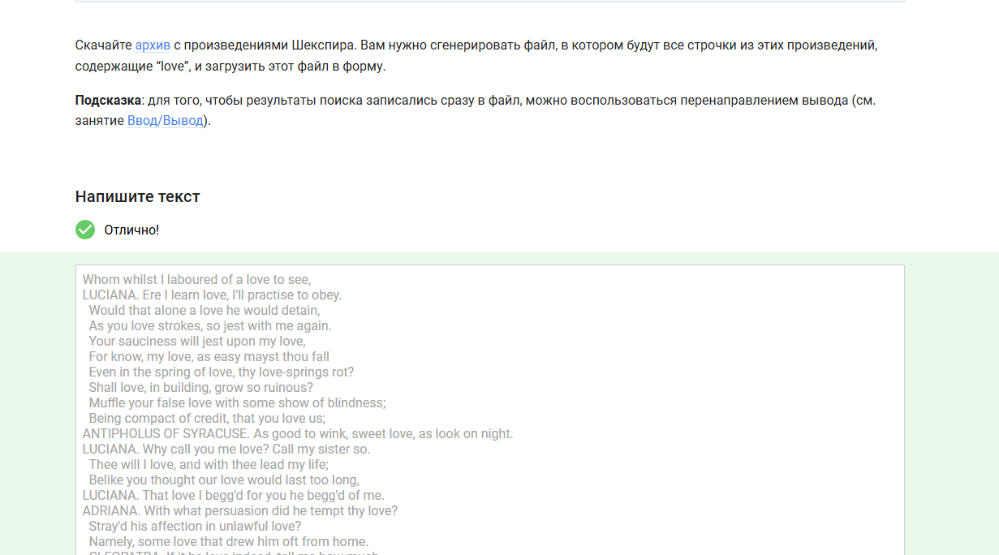 Скачайте архив с произведениями Шекспира. Вам нужно сгенерировать файл, в котором будут все строчки из этих произведений,
содержащие “love”, и загрузить этот файл в форму.
Подсказка: для того, чтобы результаты поиска записались сразу в файл, можно воспользоваться перенаправлением вывода (см.
занятие Ввод/Вывод).
Напишите текст
Отлично!
Whom whilst I laboured of a love to see,
LUCIANA. Ere I learn love, I'll practise to obey.
Would that alone a love he would detain,
As you love strokes, so jest with me again.
Your sauciness will jest upon my love,
For know, my love, as easy mayst thou fall
Even in the spring of love, thy love-springs rot?
Shall love, in building, grow so ruinous?
Muffle your false love with some show of blindness;
Being compact of credit, that you love us;
ANTIPHOLUS OF SYRACUSE. As good to wink, sweet love, as look on night.
LUCIANA. Why call you me love? Call my sister so.
Thee will I love, and with thee lead my life;
Belike you thought our love would last too long,
LUCIANA. That love I begg'd for you he begg'd of me.
ADRIANA. With what persuasion did he tempt thy love?
Stray'd his affection in unlawful love?
Namely, some love that drew him oft from home.
CLEOPATRA. If it be love indeed, tell me how much.